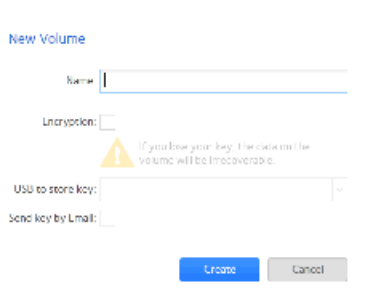 New Volume
Name
Encryption:
If you lose your key, the data on the
volume will be irrecoverable.
USB to store key:
Send key by Email:
Create Cancel